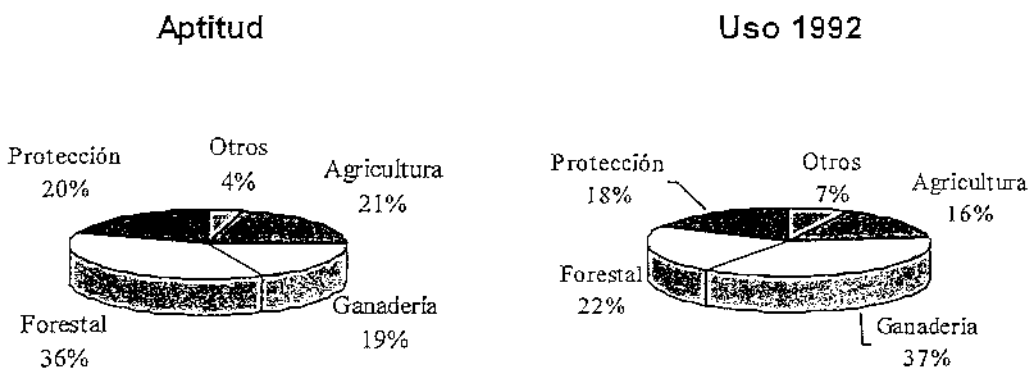 Aptitud
Protección
20%
Otros
4%
Agricultura
21%
Ganadería
19%
Forestal
36%
Uso 1992
Protección
18%
Otros
7%
Agricultura
16%
Ganadería
37%
Forestal
22%